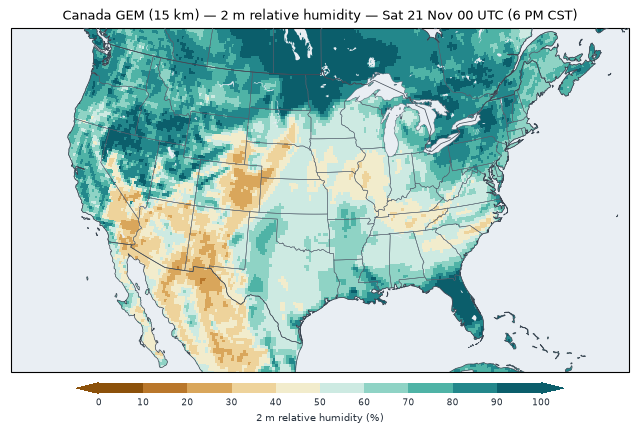 Canada GEM (15 km) — 2 m relative humidity — Sat 21 Nov 00 UTC (6 PM CST)
0 10 20 30 40 50 60 70 80 90 100
2 m relative humidity (%)